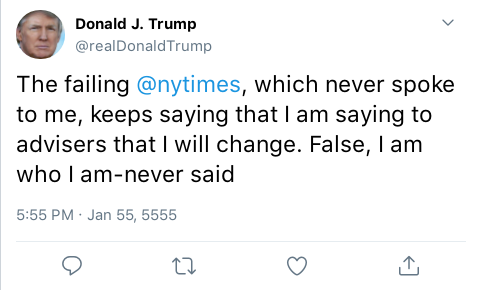 Donald J. Trump
@realDonaldTrump
The failing @nytimes, which never spoke
to me, keeps saying that I am saying to
advisers that I will change. False, I am
who I am-never said
5:55 PM · Jan 55, 5555